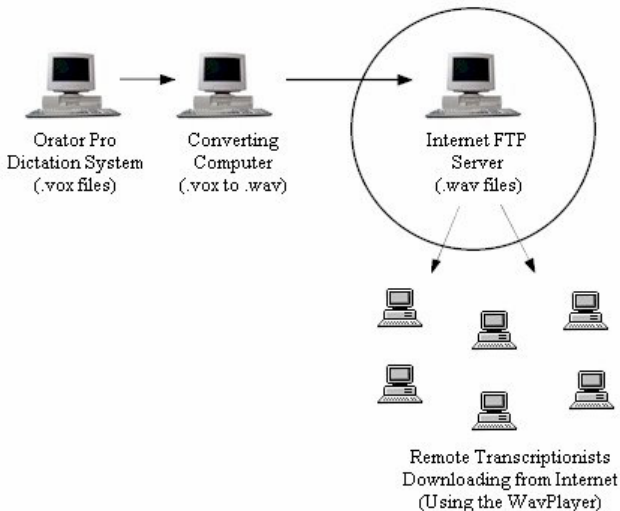 Orator Pro
Dictation System
(.vox files)
Converting
Computer
(.vox to .wav)
Internet FTP
Server
(.wav files)
Remote Transcriptionists
Downloading from Internet
(Using the WavPlayer)